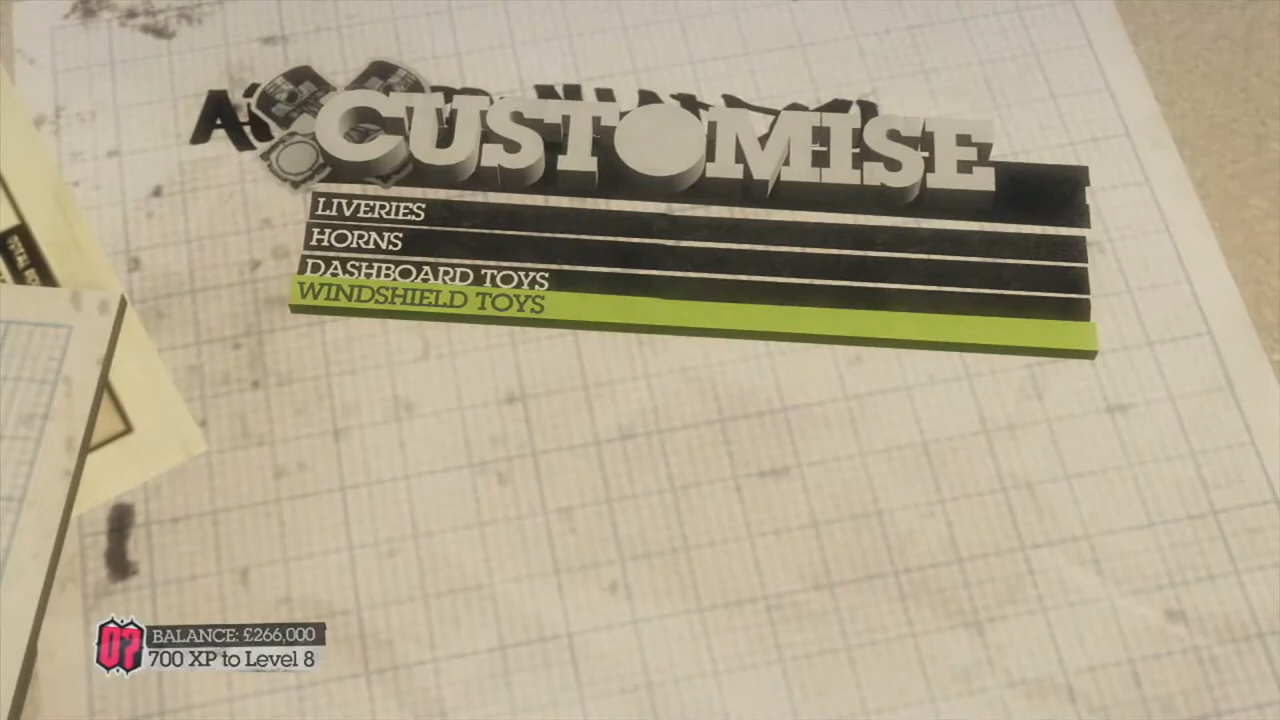 CUSTOMISE
LIVERIES
HORNS
DASHBOARD TOYS
WINDSHIELD TOYS
07
BALANCE: £266,000
700 XP to Level 8